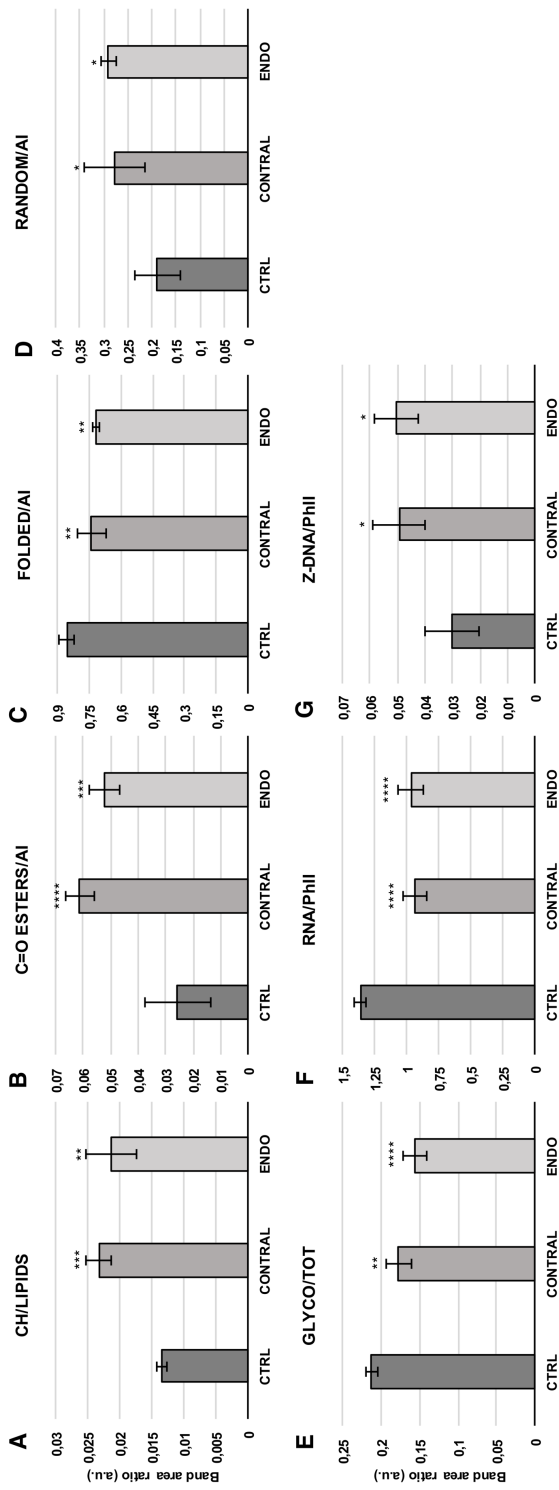 A
CH/LIPIDS
Band area ratio (a.u.)
0,03
0,025
0,02
0,015
0,01
0,005
0
***
**
CTRL
CONTRAL
ENDO
B
C=O ESTERS/AI
0,07
0,06
0,05
0,04
0,03
0,02
0,01
0
****
***
CTRL
CONTRAL
ENDO
C
FOLDED/AI
0,9
0,75
0,6
0,45
0,3
0,15
0
**
**
CTRL
CONTRAL
ENDO
D
RANDOM/AI
0,4
0,35
0,3
0,25
0,2
0,15
0,1
0,05
0
*
*
CTRL
CONTRAL
ENDO
E
GLYCO/TOT
Band area ratio (a.u.)
0,25
0,2
0,15
0,1
0,05
0
**
****
CTRL
CONTRAL
ENDO
F
RNA/PhII
1,5
1,25
1
0,75
0,5
0,25
0
****
****
CTRL
CONTRAL
ENDO
G
Z-DNA/PhII
0,07
0,06
0,05
0,04
0,03
0,02
0,01
0
*
*
CTRL
CONTRAL
ENDO